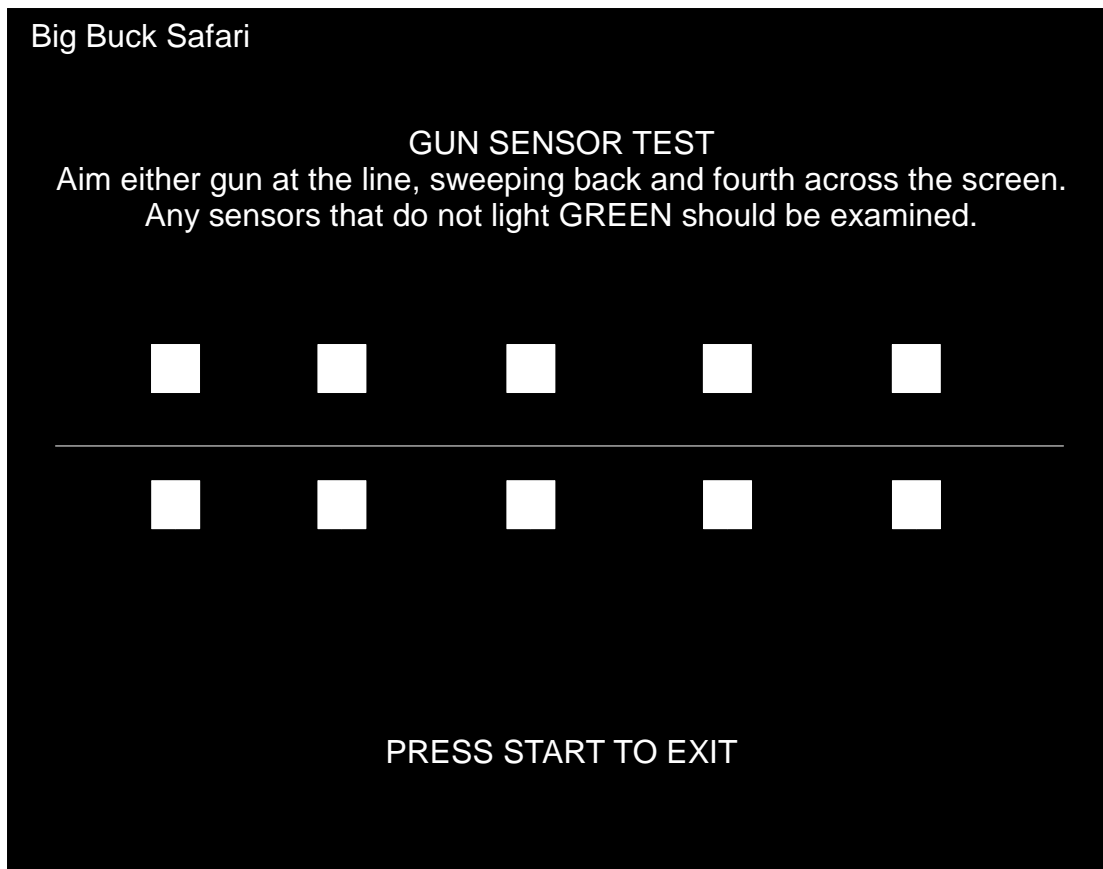 Big Buck Safari
GUN SENSOR TEST
Aim either gun at the line, sweeping back and fourth across the screen.
Any sensors that do not light GREEN should be examined.
PRESS START TO EXIT